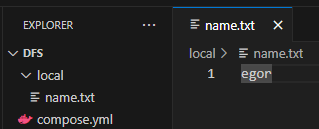 EXPLORER ...
DFS
local
name.txt
compose.yml
name.txt
local > name.txt
1 egor